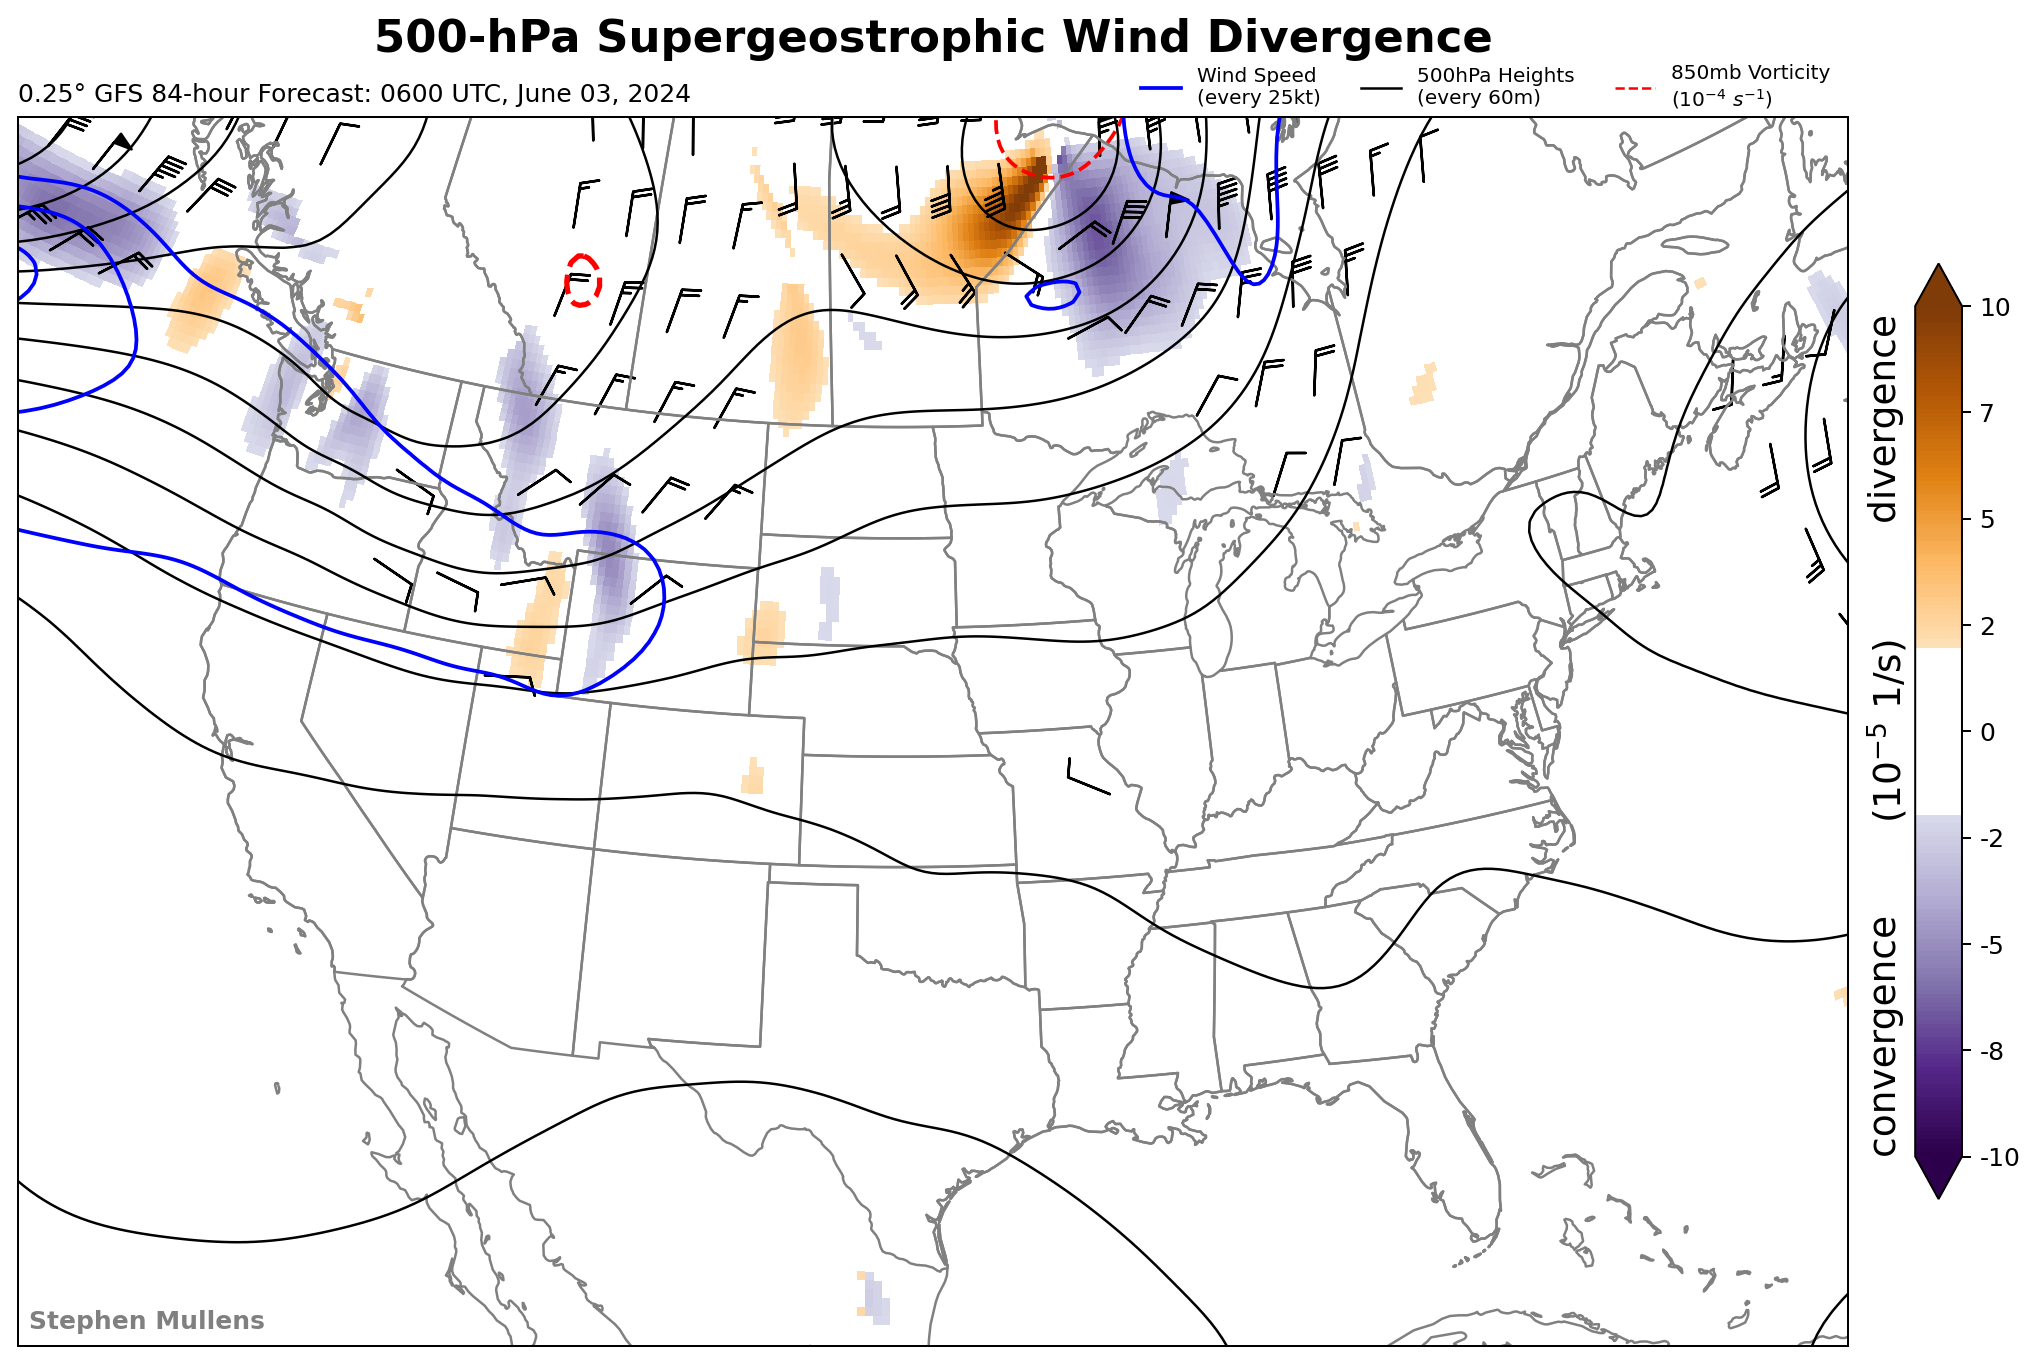 500-hPa Supergeostrophic Wind Divergence
0.25° GFS 84-hour Forecast: 0600 UTC, June 03, 2024
Wind Speed
(every 25kt)
500hPa Heights
(every 60m)
850mb Vorticity
(10⁻⁴ s⁻¹)
10
7
5
2
0
-2
-5
-8
-10
convergence (10⁻⁵ 1/s) divergence
Stephen Mullens